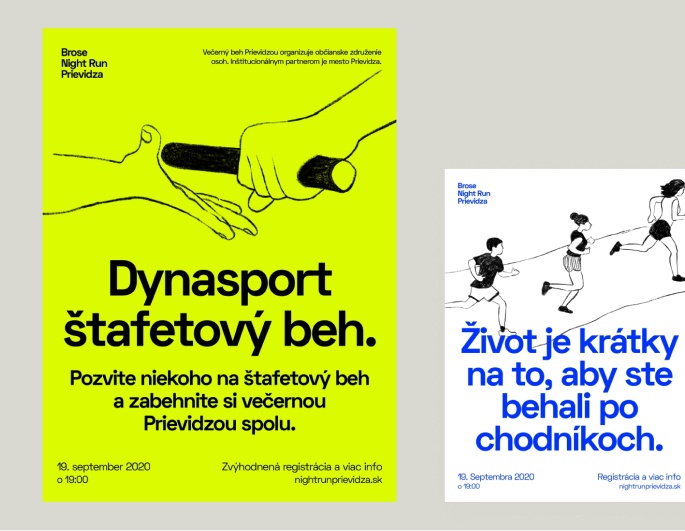 Brose
Night Run
Prievidza
Večerný beh Prievidzou organizuje občianske združenie
osoh. Inštitucionálnym partnerom je mesto Prievidza.
Dynasport
štafetový beh.
Pozvite niekoho na štafetový beh
a zabehnite si večernou
Prievidzou spolu.
19. september 2020
o 19:00
Zvýhodnená registrácia a viac info
nightrunprievidza.sk
Brose
Night Run
Prievidza
Život je krátky
na to, aby ste
behali po
chodníkoch.
19. Septembra 2020
o 19:00
Registrácia a viac info
nightrunprievidza.sk